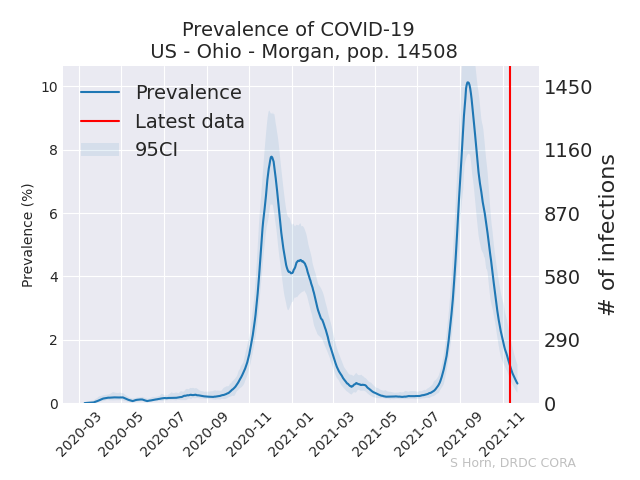 Prevalence of COVID-19
US - Ohio - Morgan, pop. 14508
Prevalence
Latest data
95CI
Prevalence (%)
10
8
6
4
2
0
1450
1160
870
580
290
0
# of infections
2020-03
2020-05
2020-07
2020-09
2020-11
2021-01
2021-03
2021-05
2021-07
2021-09
2021-11
S Horn, DRDC CORA